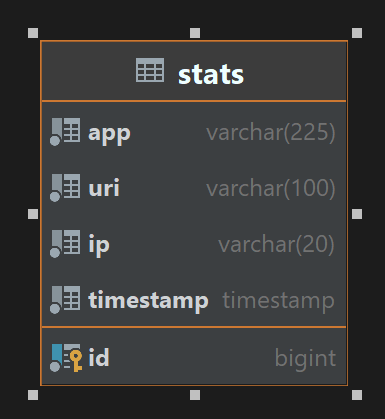 stats
app varchar(225)
uri varchar(100)
ip varchar(20)
timestamp timestamp
id bigint